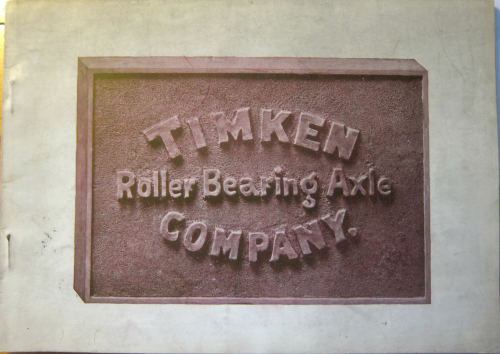 TIMKEN
Roller Bearing Axle
COMPANY.